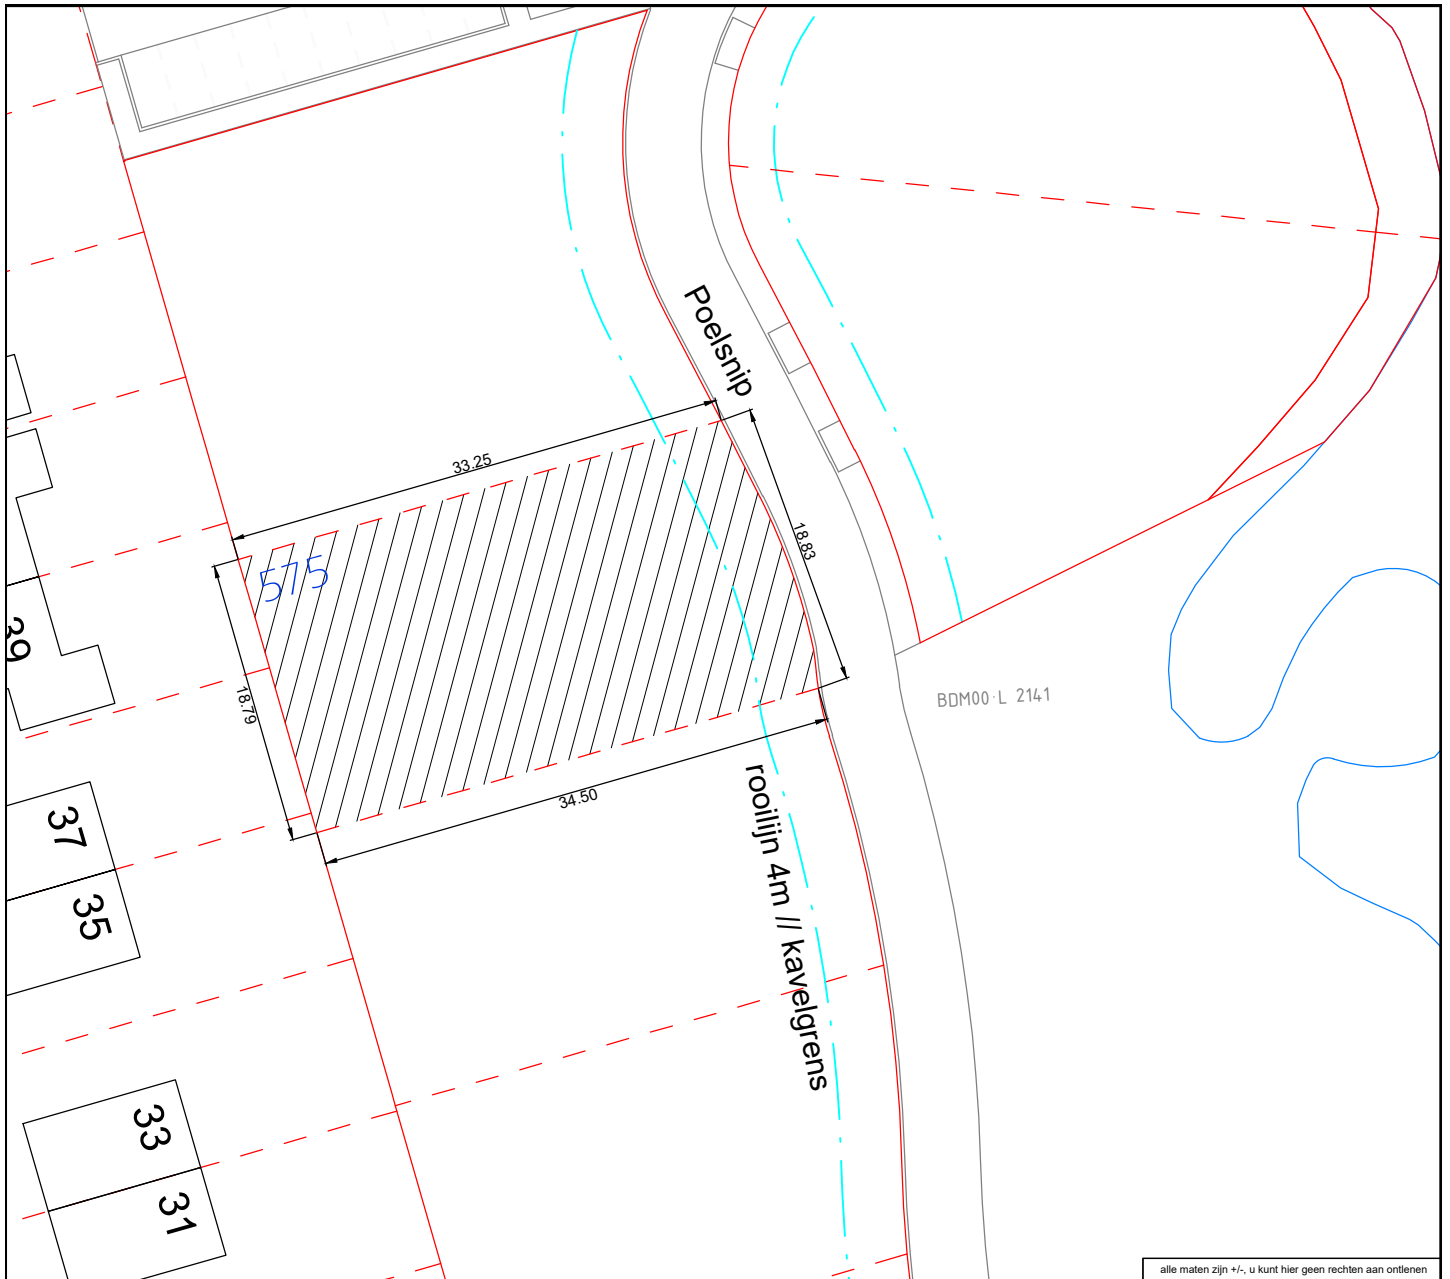 Poelsnip
33.25
18.83
575
39
18.79
BDM00 L 2141
34.50
37
rooilijn 4m // kavelgrens
35
33
31
alle maten zijn +/-, u kunt hier geen rechten aan ontlenen